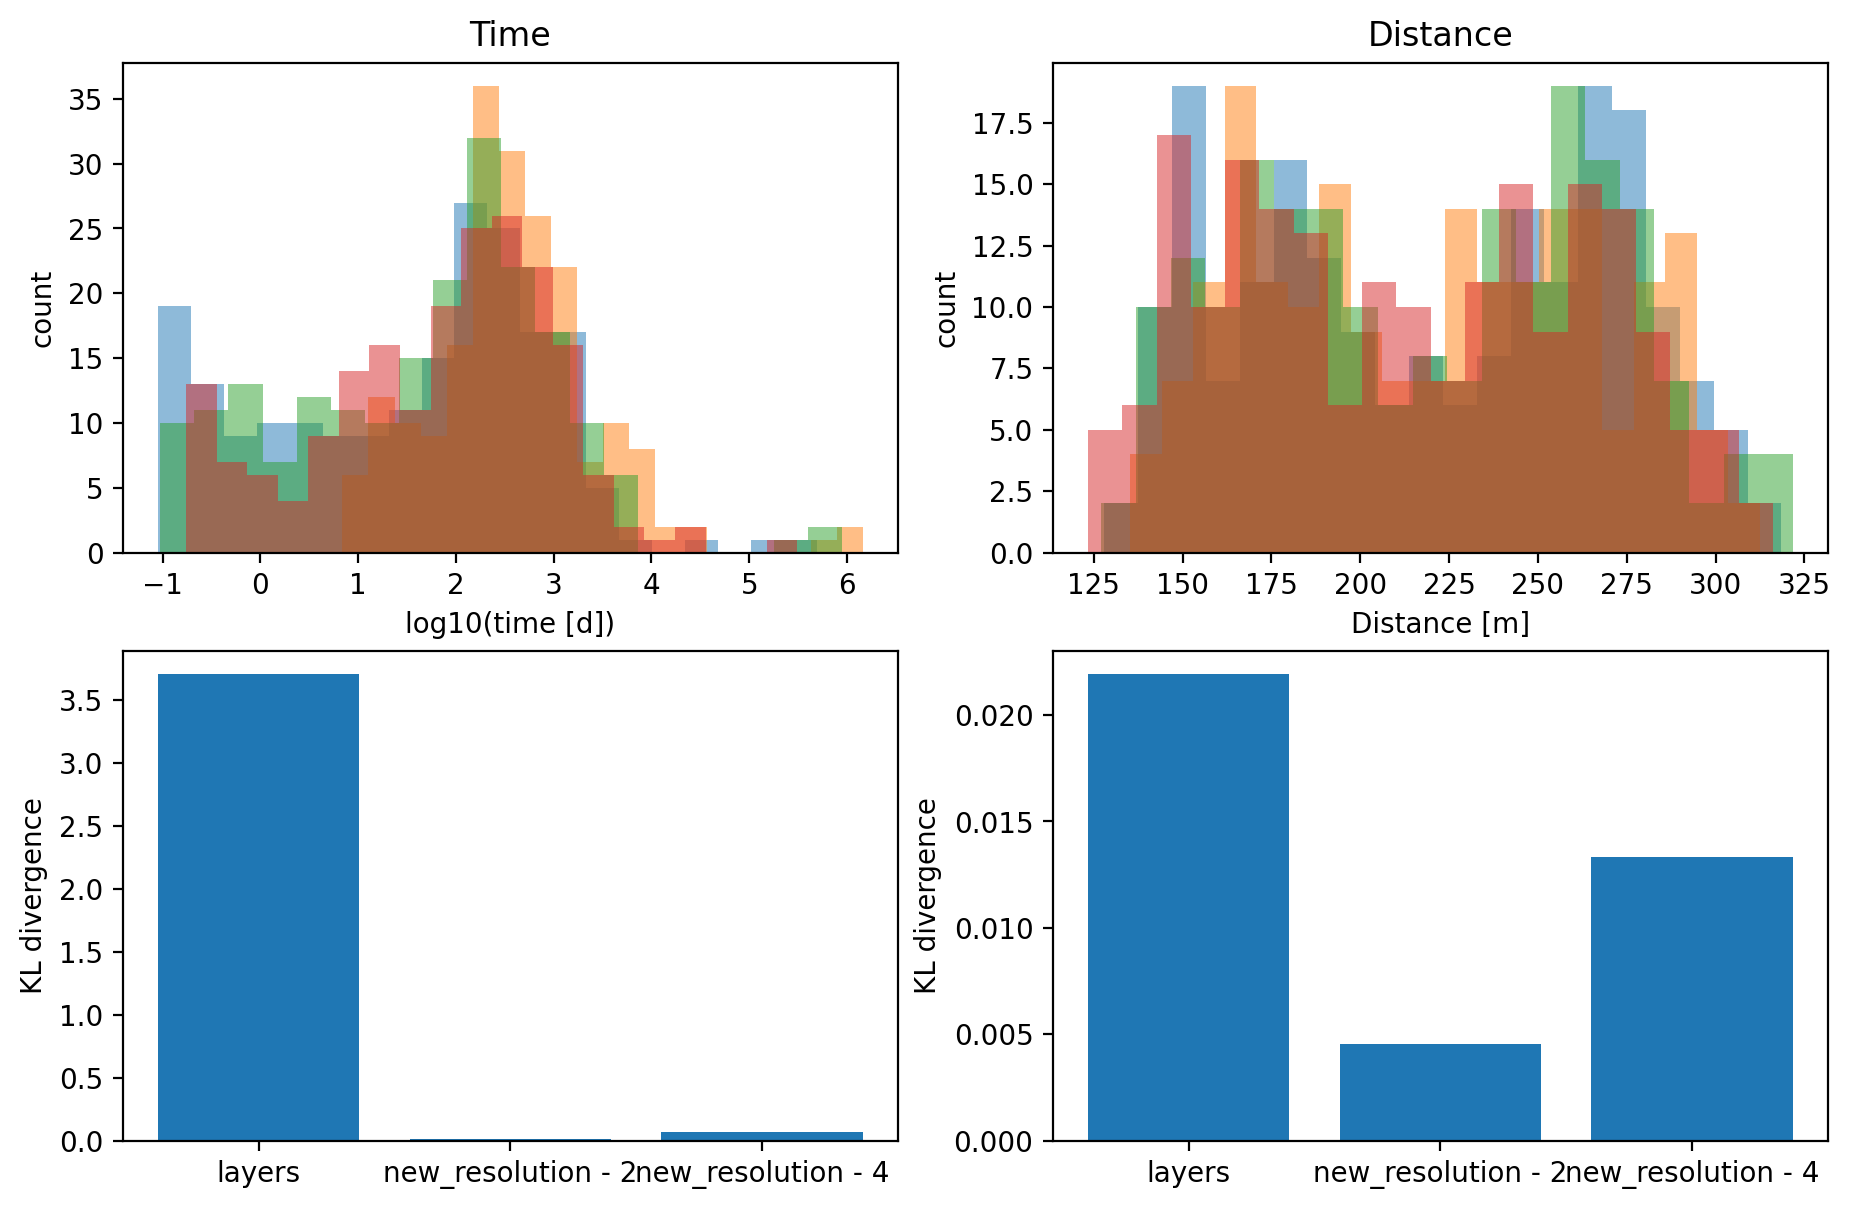 Time
count
35
30
25
20
15
10
5
0
−1 0 1 2 3 4 5 6
log10(time [d])
Distance
count
17.5
15.0
12.5
10.0
7.5
5.0
2.5
0.0
125 150 175 200 225 250 275 300 325
Distance [m]
KL divergence
3.5
3.0
2.5
2.0
1.5
1.0
0.5
0.0
layers new_resolution - 2 new_resolution - 4
KL divergence
0.020
0.015
0.010
0.005
0.000
layers new_resolution - 2 new_resolution - 4